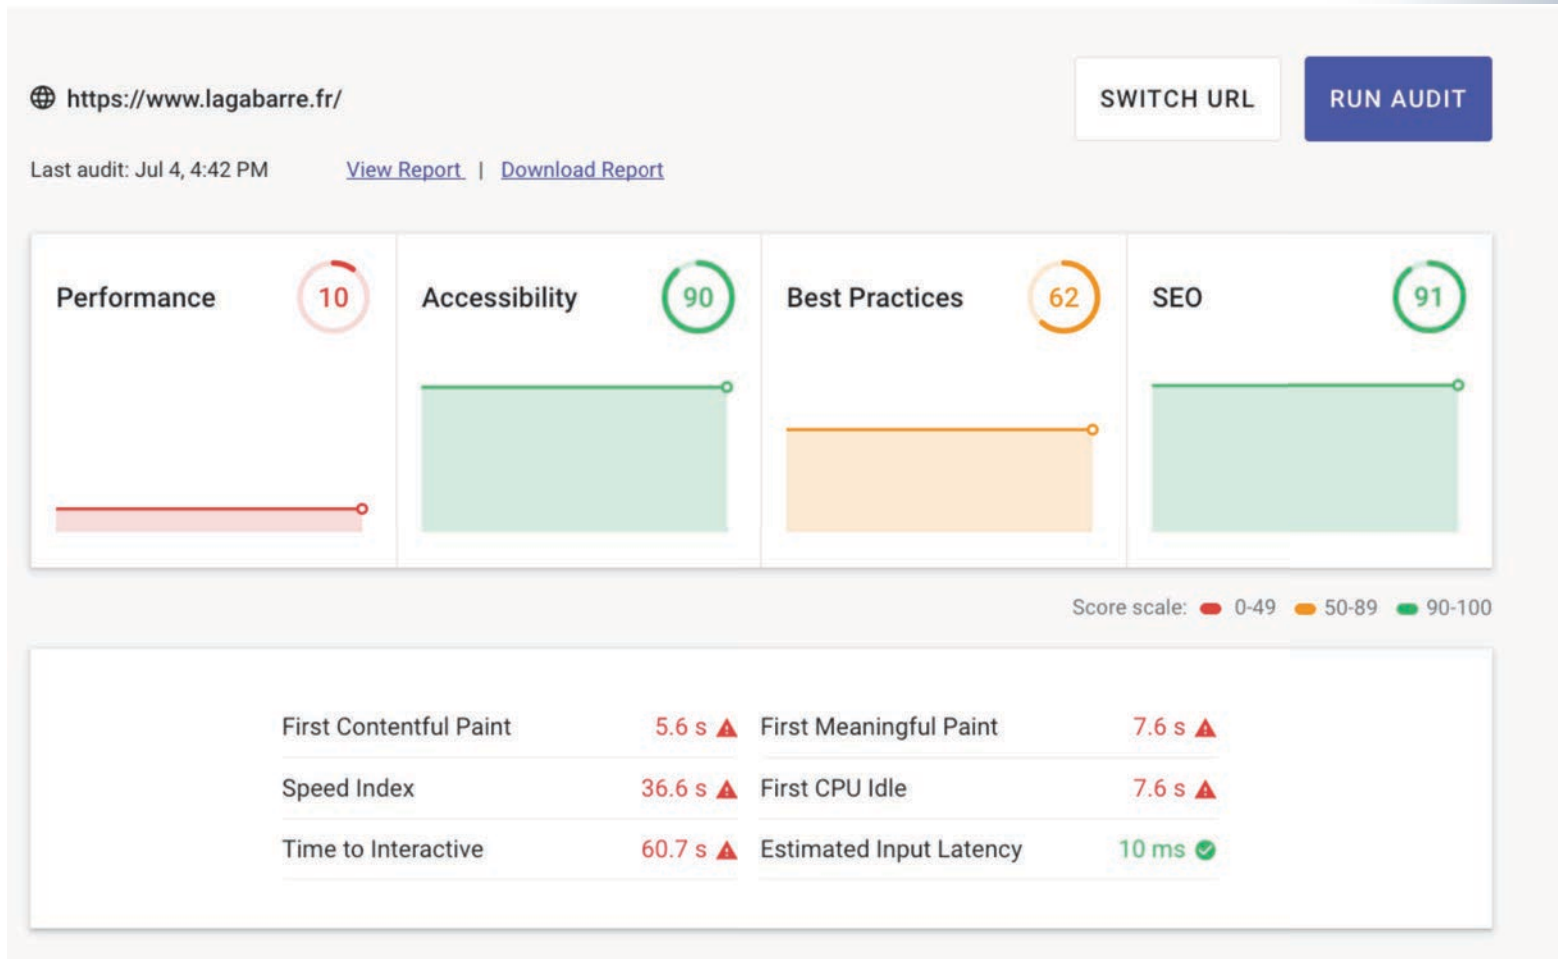 https://www.lagabarre.fr/
SWITCH URL
RUN AUDIT
Last audit: Jul 4, 4:42 PM
View Report | Download Report
Performance 10
Accessibility 90
Best Practices 62
SEO 91
Score scale: 0-49 50-89 90-100
First Contentful Paint 5.6 s
First Meaningful Paint 7.6 s
Speed Index 36.6 s
First CPU Idle 7.6 s
Time to Interactive 60.7 s
Estimated Input Latency 10 ms